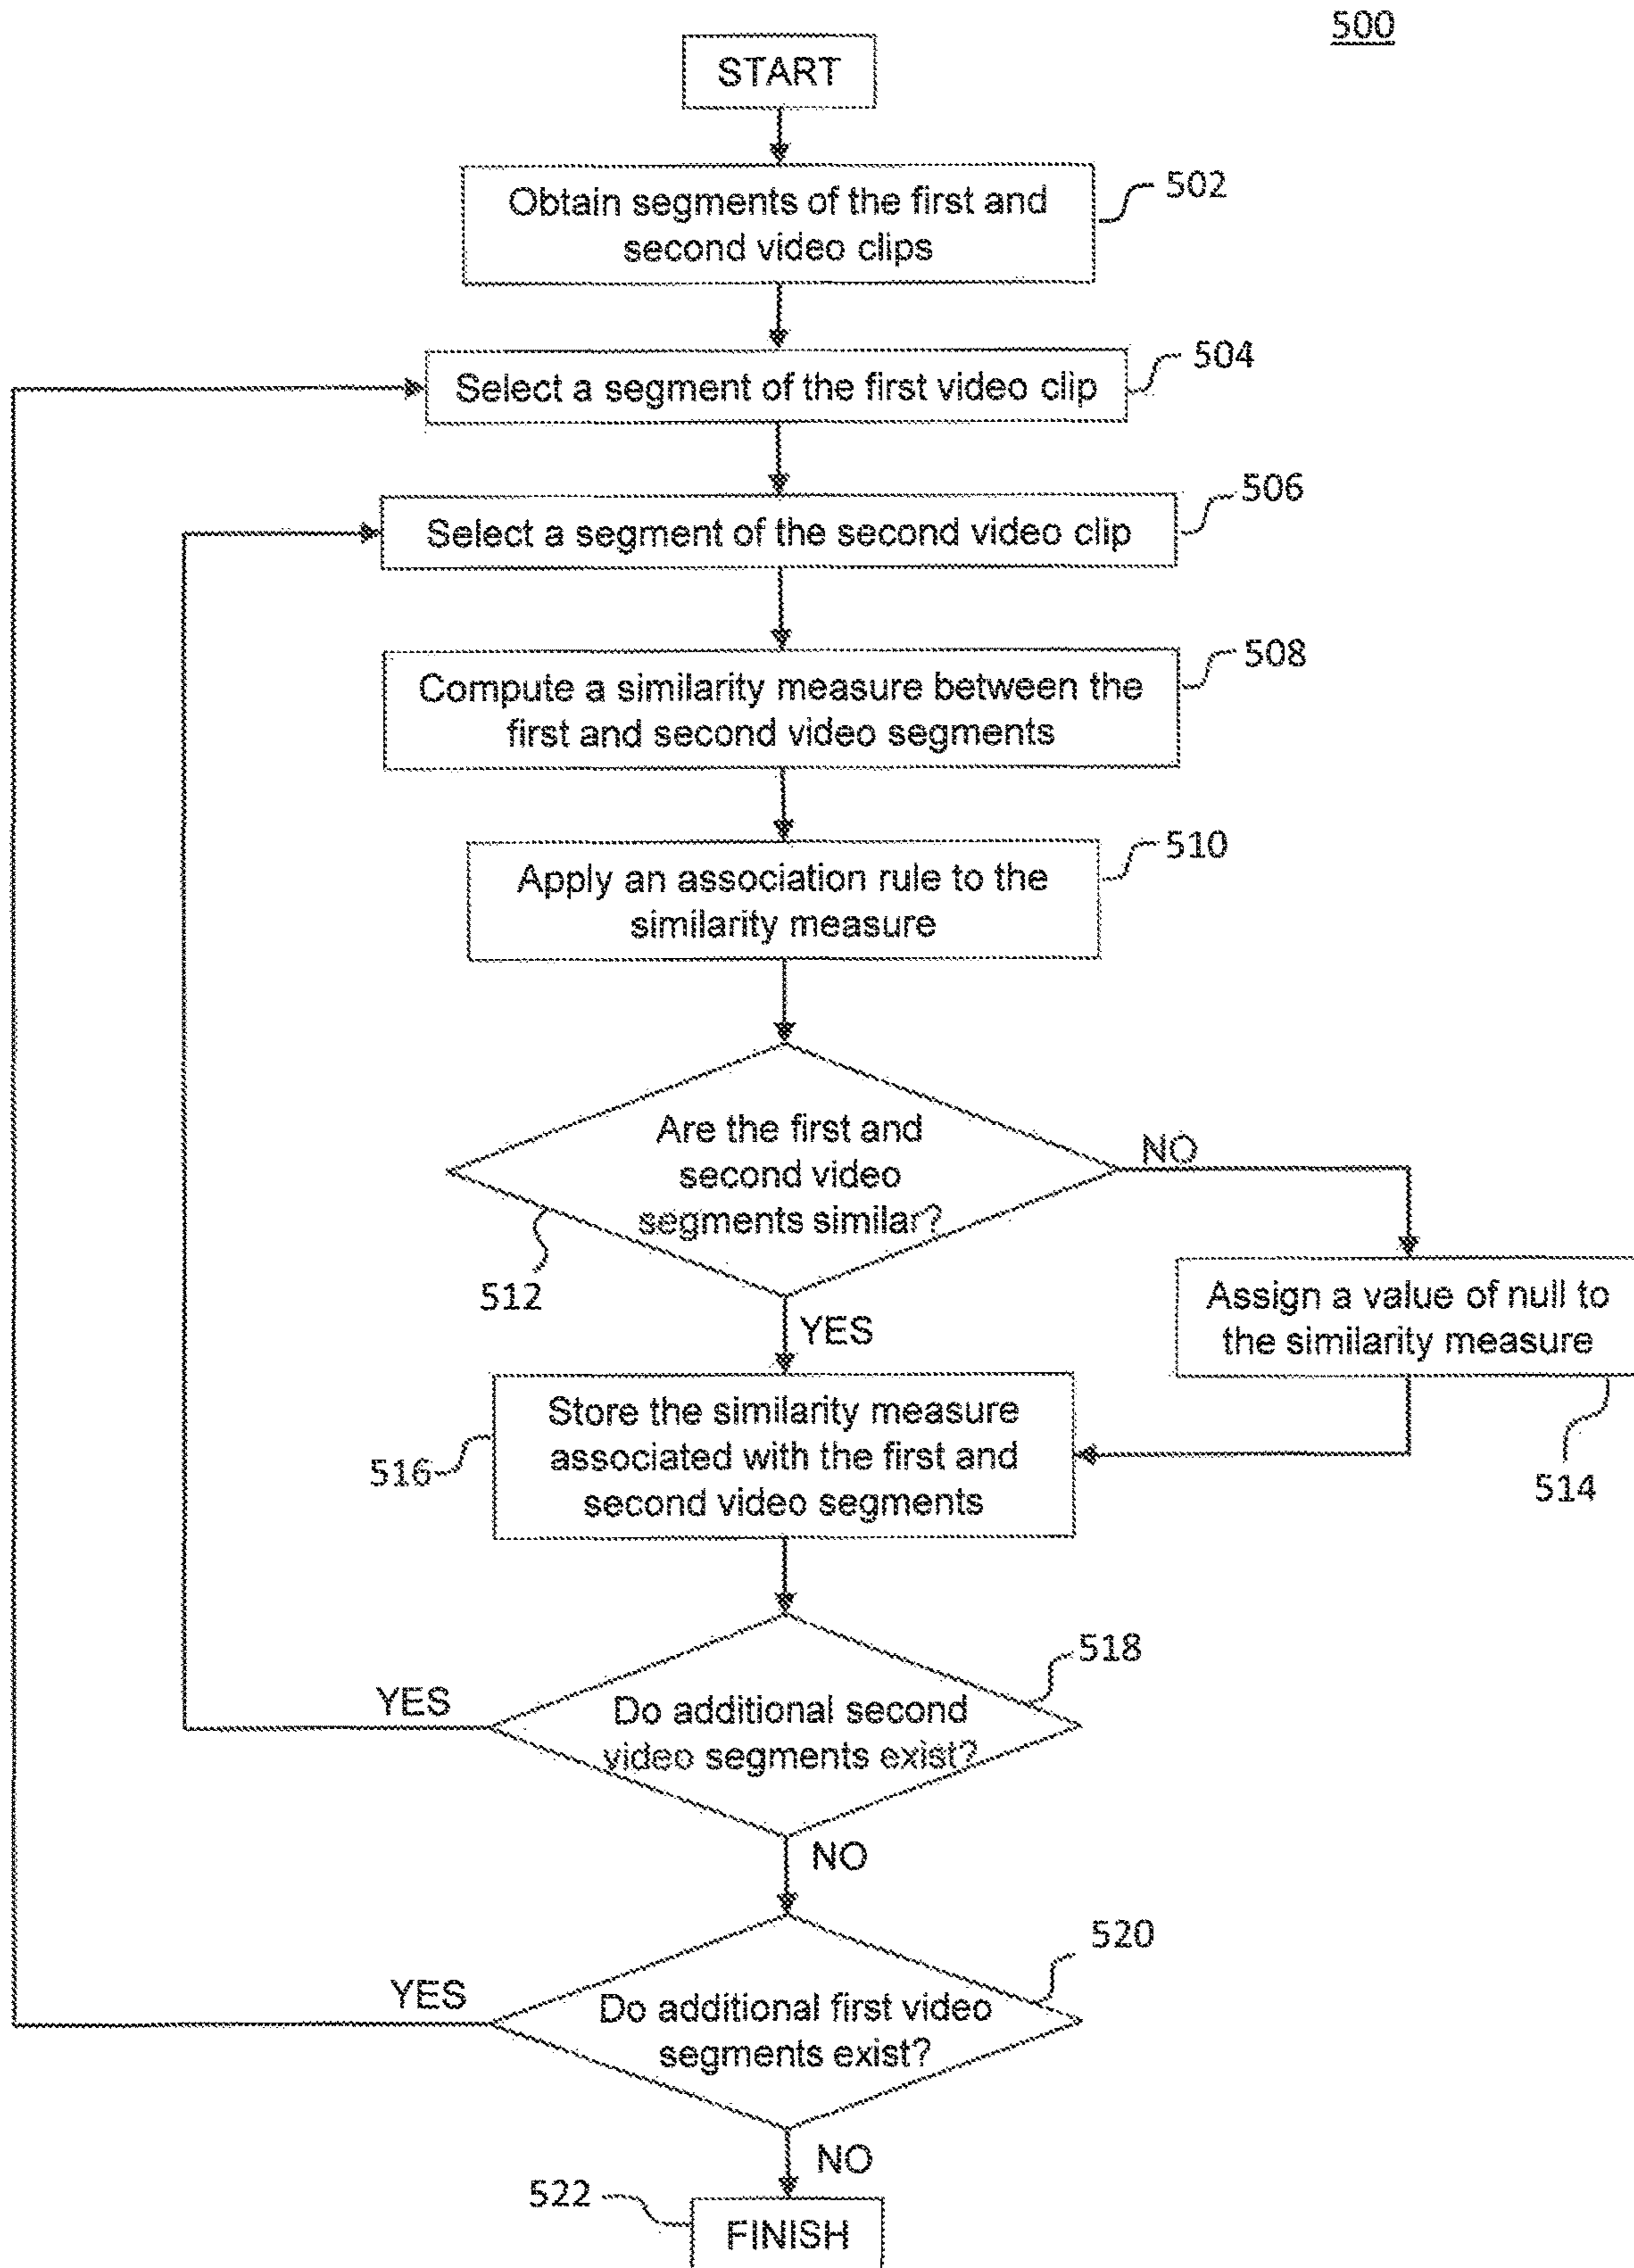 500
START
Obtain segments of the first and
second video clips
502
Select a segment of the first video clip
504
Select a segment of the second video clip
506
Compute a similarity measure between the
first and second video segments
508
Apply an association rule to the
similarity measure
510
Are the first and
second video
segments similar?
512
NO
YES
Assign a value of null to
the similarity measure
514
Store the similarity measure
associated with the first and
second video segments
516
Do additional second
video segments exist?
518
YES
NO
Do additional first video
segments exist?
520
YES
NO
522
FINISH